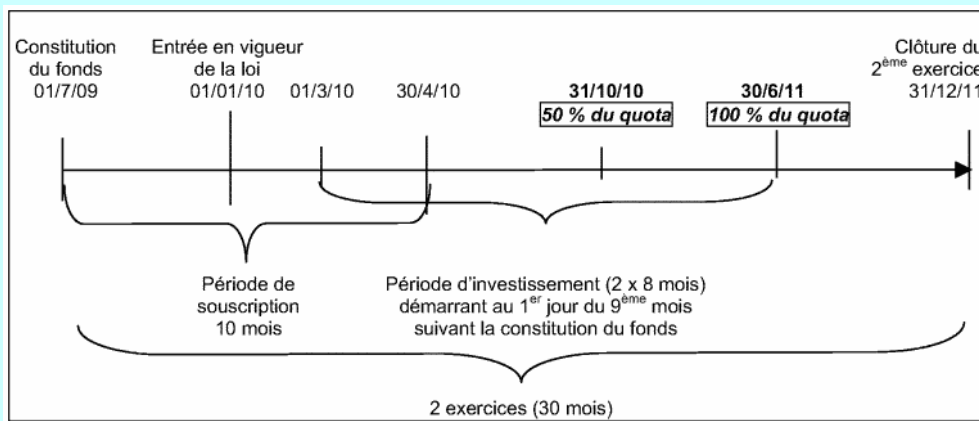 Constitution
du fonds
01/7/09
Entrée en vigueur
de la loi
01/01/10
01/3/10
30/4/10
31/10/10
50 % du quota
30/6/11
100 % du quota
Clôture du
2ème exercice
31/12/11
Période de
souscription
10 mois
Période d'investissement (2 x 8 mois)
démarrant au 1er jour du 9ème mois
suivant la constitution du fonds
2 exercices (30 mois)